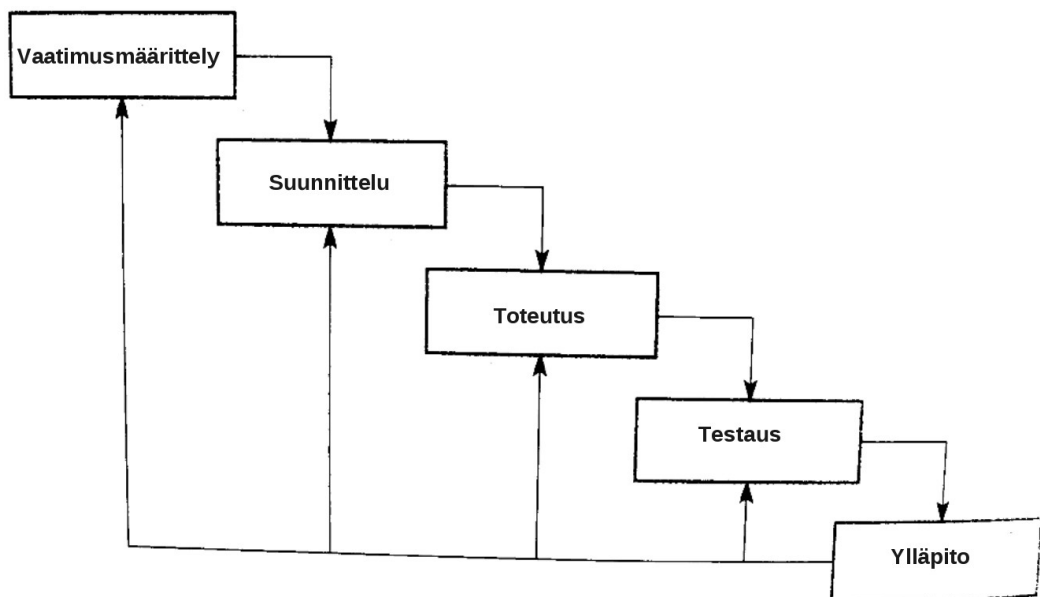 Vaatimusmäärittely
Suunnittelu
Toteutus
Testaus
Ylläpito